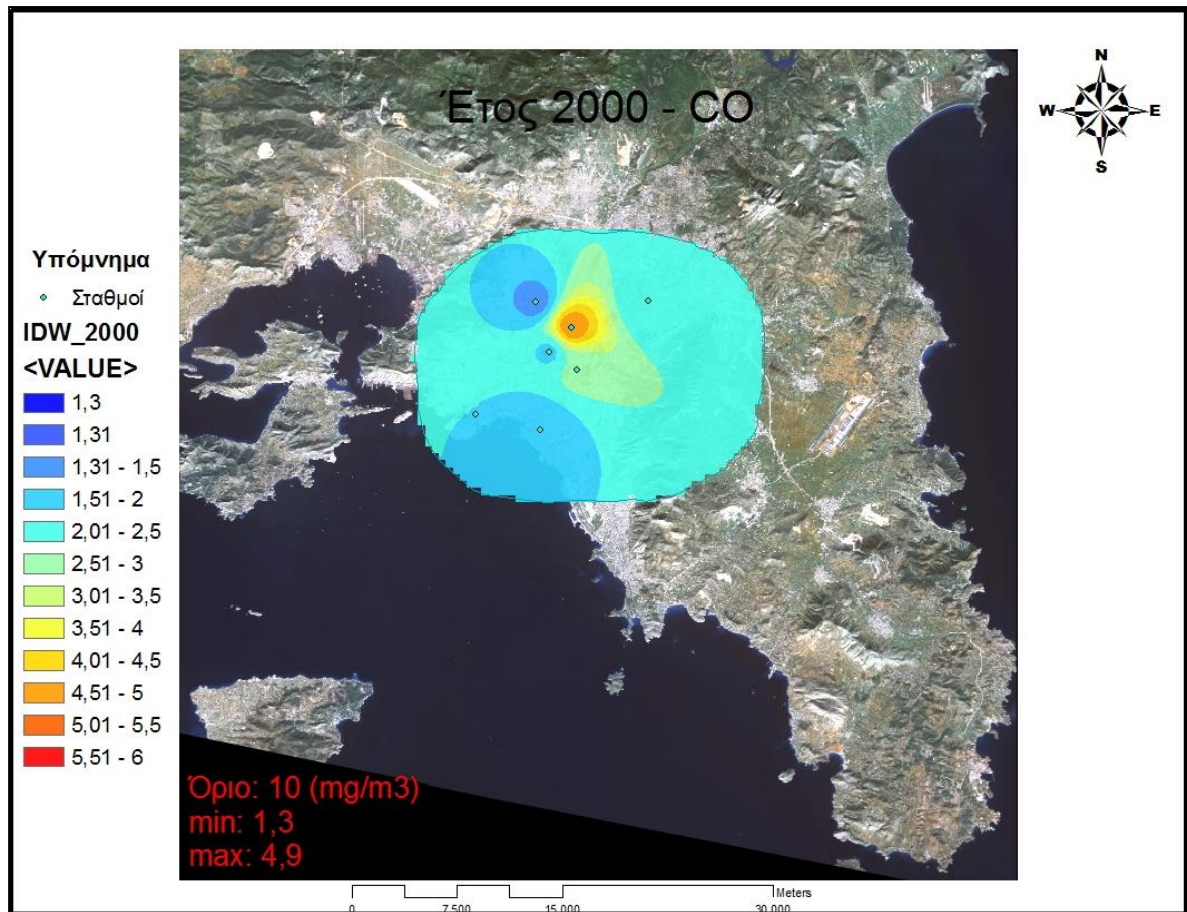 Έτος 2000 - CO
N
W
E
S
Υπόμνημα
Σταθμοί
IDW_2000
<VALUE>
1,3
1,31
1,31 - 1,5
1,51 - 2
2,01 - 2,5
2,51 - 3
3,01 - 3,5
3,51 - 4
4,01 - 4,5
4,51 - 5
5,01 - 5,5
5,51 - 6
Όριο: 10 (mg/m3)
min: 1,3
max: 4,9
Meters
0 7.500 15.000 30.000